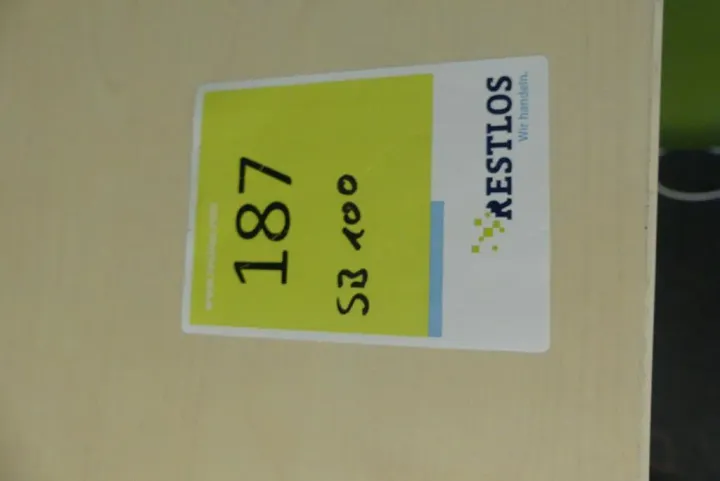 RESTLOS
Wir handeln.
SB 100
187